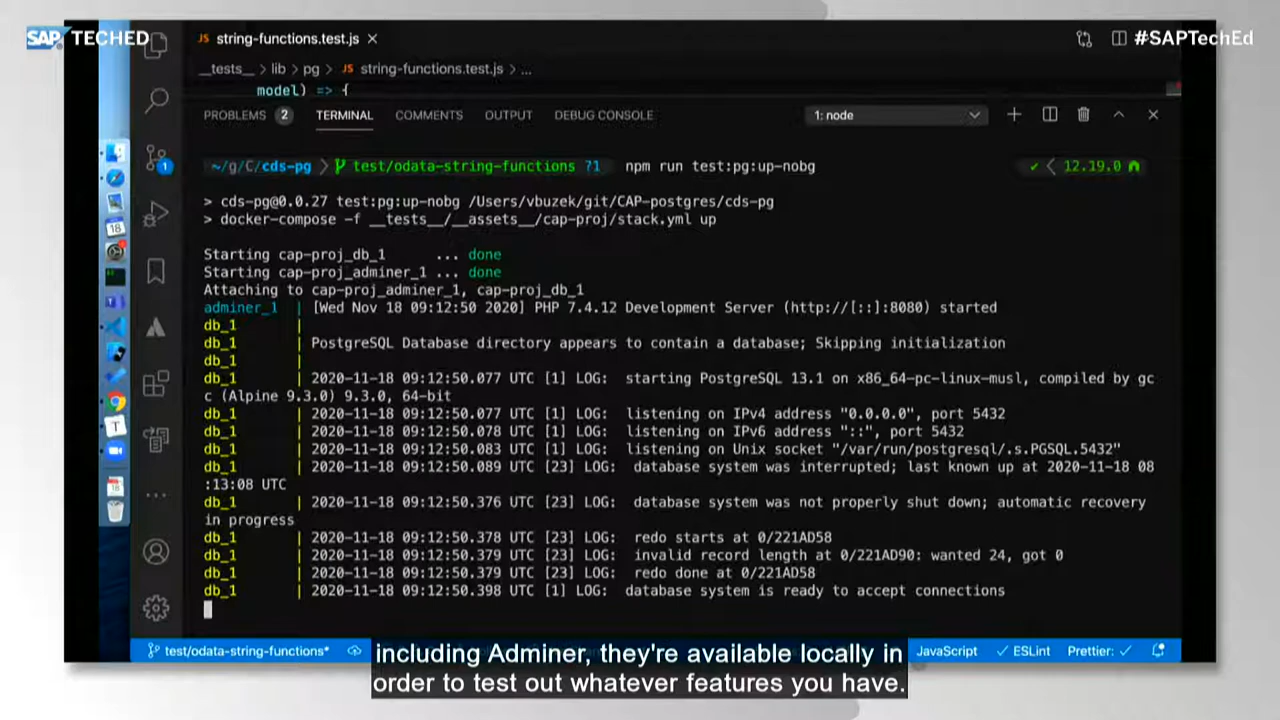 SAP TECHED
#SAPTechEd
JS string-functions.test.js ×
__tests__ > lib > pg > JS string-functions.test.js > ...
model) => {
PROBLEMS 2 TERMINAL COMMENTS OUTPUT DEBUG CONSOLE 1: node
~/g/C/cds-pg test/odata-string-functions ?1 npm run test:pg:up-nobg ✓ 12.19.0
> cds-pg@0.0.27 test:pg:up-nobg /Users/vbuzek/git/CAP-postgres/cds-pg
> docker-compose -f __tests__/__assets__/cap-proj/stack.yml up
Starting cap-proj_db_1 ... done
Starting cap-proj_adminer_1 ... done
Attaching to cap-proj_adminer_1, cap-proj_db_1
adminer_1 | [Wed Nov 18 09:12:50 2020] PHP 7.4.12 Development Server (http://[::]:8080) started
db_1 |
db_1 | PostgreSQL Database directory appears to contain a database; Skipping initialization
db_1 |
db_1 | 2020-11-18 09:12:50.077 UTC [1] LOG: starting PostgreSQL 13.1 on x86_64-pc-linux-musl, compiled by gc
c (Alpine 9.3.0) 9.3.0, 64-bit
db_1 | 2020-11-18 09:12:50.077 UTC [1] LOG: listening on IPv4 address "0.0.0.0", port 5432
db_1 | 2020-11-18 09:12:50.078 UTC [1] LOG: listening on IPv6 address "::", port 5432
db_1 | 2020-11-18 09:12:50.083 UTC [1] LOG: listening on Unix socket "/var/run/postgresql/.s.PGSQL.5432"
db_1 | 2020-11-18 09:12:50.089 UTC [23] LOG: database system was interrupted; last known up at 2020-11-18 08
:13:08 UTC
db_1 | 2020-11-18 09:12:50.376 UTC [23] LOG: database system was not properly shut down; automatic recovery
in progress
db_1 | 2020-11-18 09:12:50.378 UTC [23] LOG: redo starts at 0/221AD58
db_1 | 2020-11-18 09:12:50.379 UTC [23] LOG: invalid record length at 0/221AD90: wanted 24, got 0
db_1 | 2020-11-18 09:12:50.379 UTC [23] LOG: redo done at 0/221AD58
db_1 | 2020-11-18 09:12:50.398 UTC [1] LOG: database system is ready to accept connections
test/odata-string-functions* JavaScript ✓ ESLint Prettier: ✓
including Adminer, they're available locally in
order to test out whatever features you have.